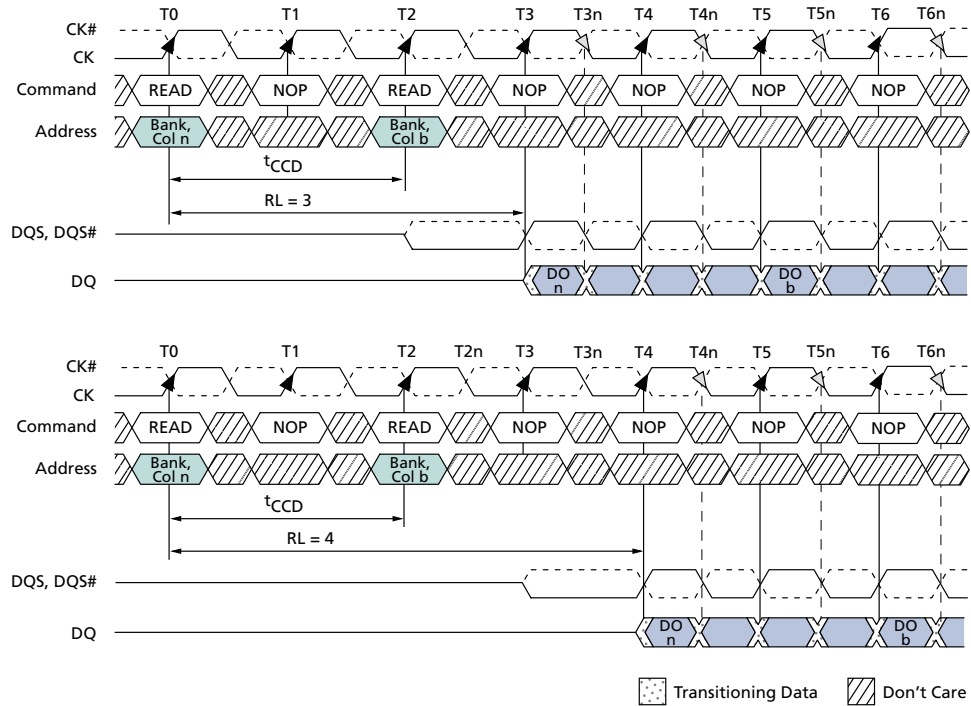 T0 T1 T2 T3 T3n T4 T4n T5 T5n T6 T6n
CK#
CK
Command READ NOP READ NOP NOP NOP NOP
Address Bank, Col n Bank, Col b
tCCD
RL = 3
DQS, DQS#
DQ DO n DO b
T0 T1 T2 T2n T3 T3n T4 T4n T5 T5n T6 T6n
CK#
CK
Command READ NOP READ NOP NOP NOP NOP
Address Bank, Col n Bank, Col b
tCCD
RL = 4
DQS, DQS#
DQ DO n DO b
Transitioning Data Don't Care